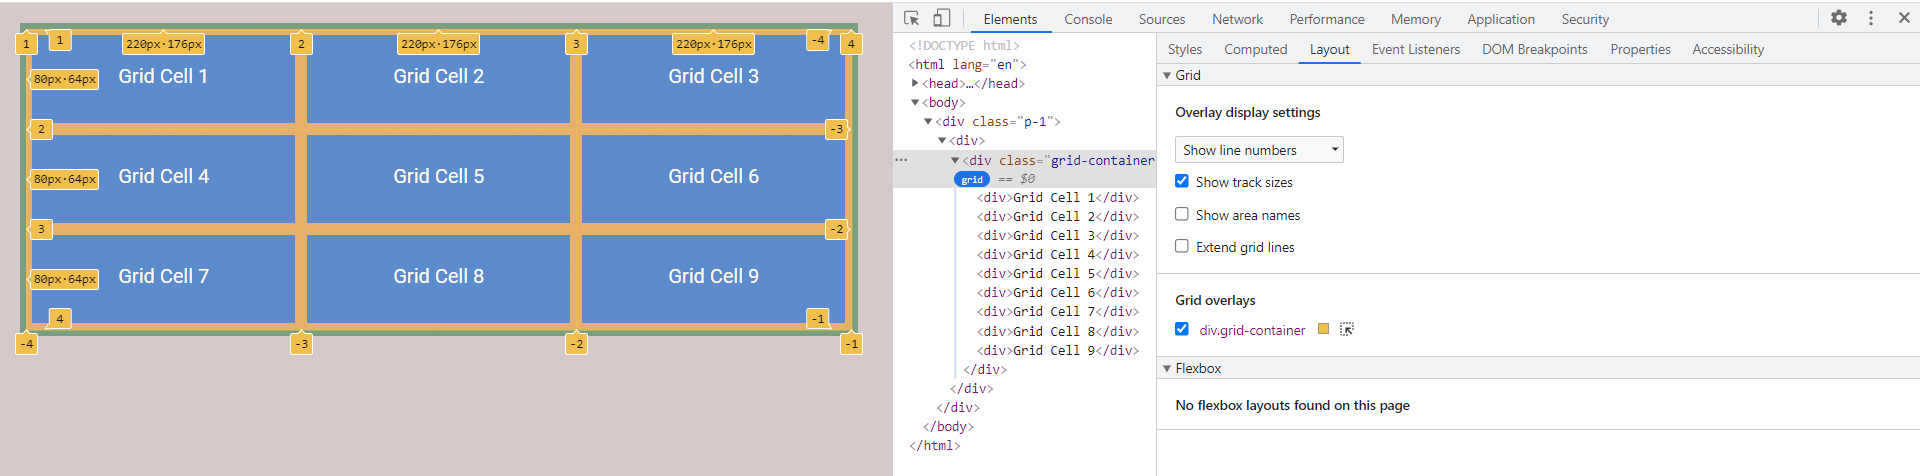 1 1 220px·176px 2 220px·176px 3 220px·176px -4 4
80px·64px Grid Cell 1 Grid Cell 2 Grid Cell 3
2 -3
80px·64px Grid Cell 4 Grid Cell 5 Grid Cell 6
3 -2
80px·64px Grid Cell 7 Grid Cell 8 Grid Cell 9
4 -1
-4 -3 -2 -1
Elements Console Sources Network Performance Memory Application Security
<!DOCTYPE html>
<html lang="en">
<head>…</head>
<body>
<div class="p-1">
<div>
<div class="grid-container
grid == $0
<div>Grid Cell 1</div>
<div>Grid Cell 2</div>
<div>Grid Cell 3</div>
<div>Grid Cell 4</div>
<div>Grid Cell 5</div>
<div>Grid Cell 6</div>
<div>Grid Cell 7</div>
<div>Grid Cell 8</div>
<div>Grid Cell 9</div>
</div>
</div>
</div>
</body>
</html>
Styles Computed Layout Event Listeners DOM Breakpoints Properties Accessibility
Grid
Overlay display settings
Show line numbers
Show track sizes
Show area names
Extend grid lines
Grid overlays
div.grid-container
Flexbox
No flexbox layouts found on this page